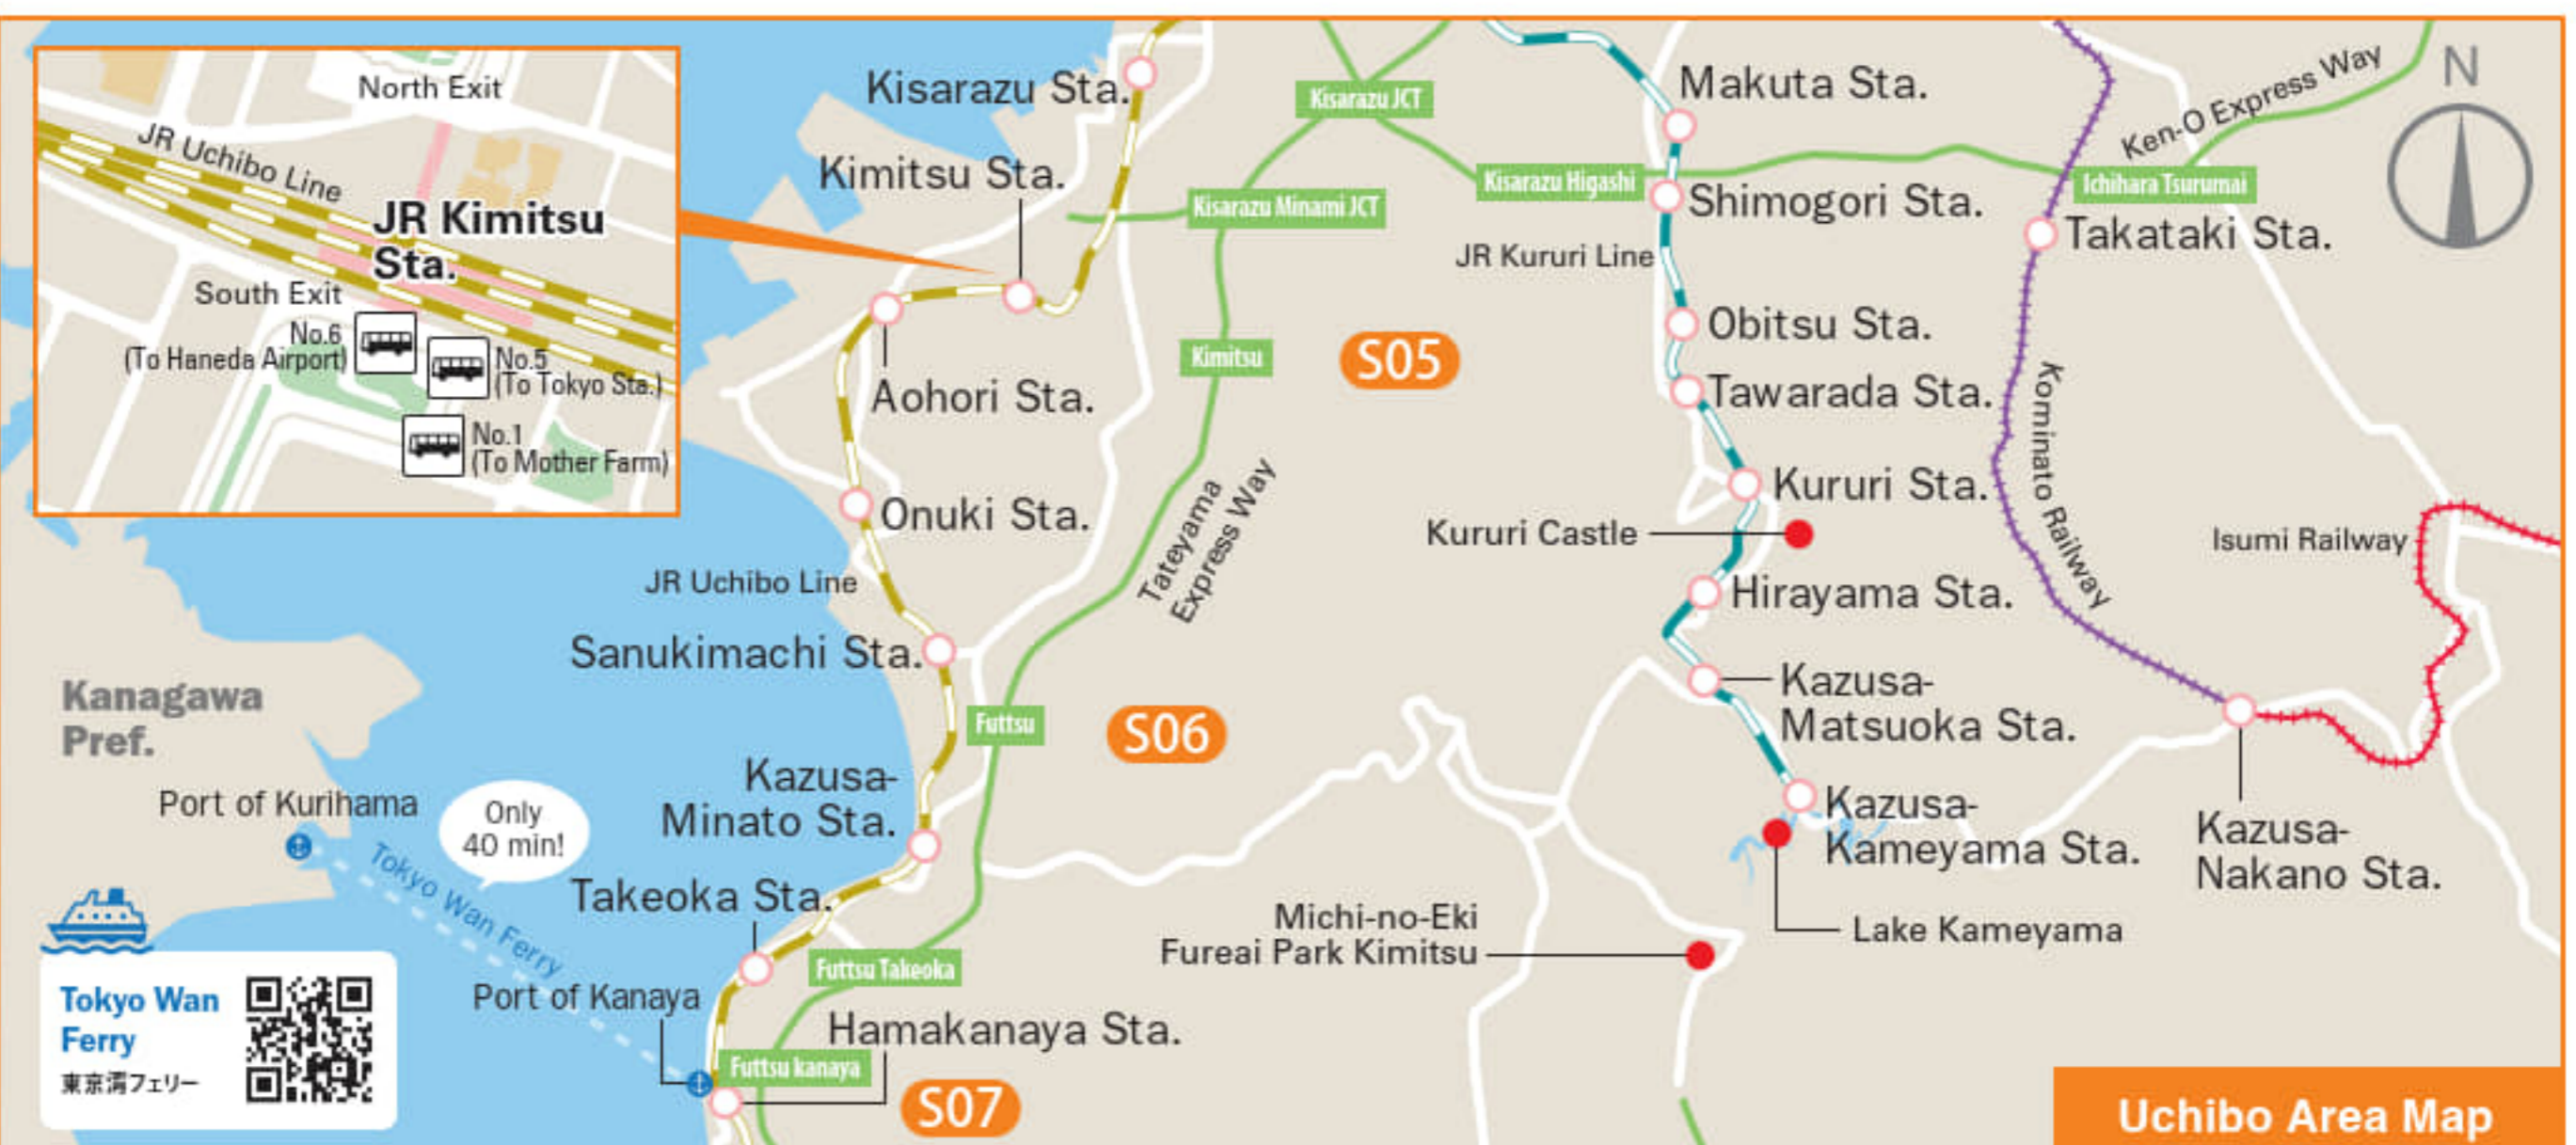 North Exit
JR Uchibo Line
JR Kimitsu
Sta.
South Exit
No.6
(To Haneda Airport)
No.5
(To Tokyo Sta.)
No.1
(To Mother Farm)
Kisarazu Sta.
Kimitsu Sta.
Kisarazu JCT
Kisarazu Minami JCT
Kisarazu Higashi
Makuta Sta.
Shimogori Sta.
JR Kururi Line
Ken-O Express Way
Ichihara Tsurumai
Takataki Sta.
N
Aohori Sta.
Kimitsu
S05
Obitsu Sta.
Tawarada Sta.
Kominato Railway
Onuki Sta.
Tateyama
Express Way
Kururi Sta.
Kururi Castle
Isumi Railway
JR Uchibo Line
Hirayama Sta.
Sanukimachi Sta.
Kanagawa
Pref.
Futtsu
S06
Kazusa-
Matsuoka Sta.
Port of Kurihama
Only
40 min!
Tokyo Wan Ferry
Kazusa-
Minato Sta.
Kazusa-
Kameyama Sta.
Kazusa-
Nakano Sta.
Takeoka Sta.
Michi-no-Eki
Fureai Park Kimitsu
Lake Kameyama
Futtsu Takeoka
Port of Kanaya
Tokyo Wan
Ferry
東京湾フェリー
Hamakanaya Sta.
Futtsu kanaya
S07
Uchibo Area Map